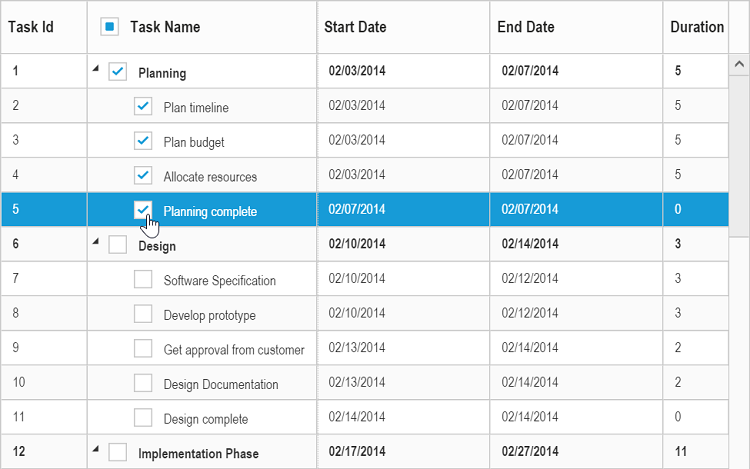 Task Id Task Name Start Date End Date Duration
1 Planning 02/03/2014 02/07/2014 5
2 Plan timeline 02/03/2014 02/07/2014 5
3 Plan budget 02/03/2014 02/07/2014 5
4 Allocate resources 02/03/2014 02/07/2014 5
5 Planning complete 02/07/2014 02/07/2014 0
6 Design 02/10/2014 02/14/2014 3
7 Software Specification 02/10/2014 02/12/2014 3
8 Develop prototype 02/10/2014 02/12/2014 3
9 Get approval from customer 02/13/2014 02/14/2014 2
10 Design Documentation 02/13/2014 02/14/2014 2
11 Design complete 02/14/2014 02/14/2014 0
12 Implementation Phase 02/17/2014 02/27/2014 11